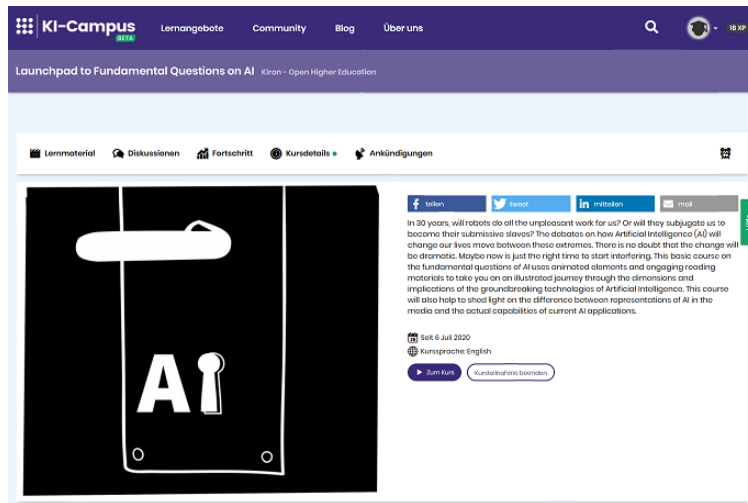 KI-Campus
BETA
Lernangebote
Community
Blog
Über uns
18 XP
Launchpad to Fundamental Questions on AI Kiron - Open Higher Education
Lernmaterial
Diskussionen
Fortschritt
Kursdetails
Ankündigungen
teilen
tweet
mitteilen
mail
In 30 years, will robots do all the unpleasant work for us? Or will they subjugate us to
become their submissive slaves? The debates on how Artificial Intelligence (AI) will
change our lives move between these extremes. There is no doubt that the change will
be dramatic. Maybe now is just the right time to start interfering. This basic course on
the fundamental questions of AI uses animated elements and engaging reading
materials to take you on an illustrated journey through the dimensions and
implications of the groundbreaking technologies of Artificial Intelligence. This course
will also help to shed light on the difference between representations of AI in the
media and the actual capabilities of current AI applications.
Seit 6 Juli 2020
Kurssprache: English
Zum Kurs
Kursteilnahme beenden
AI